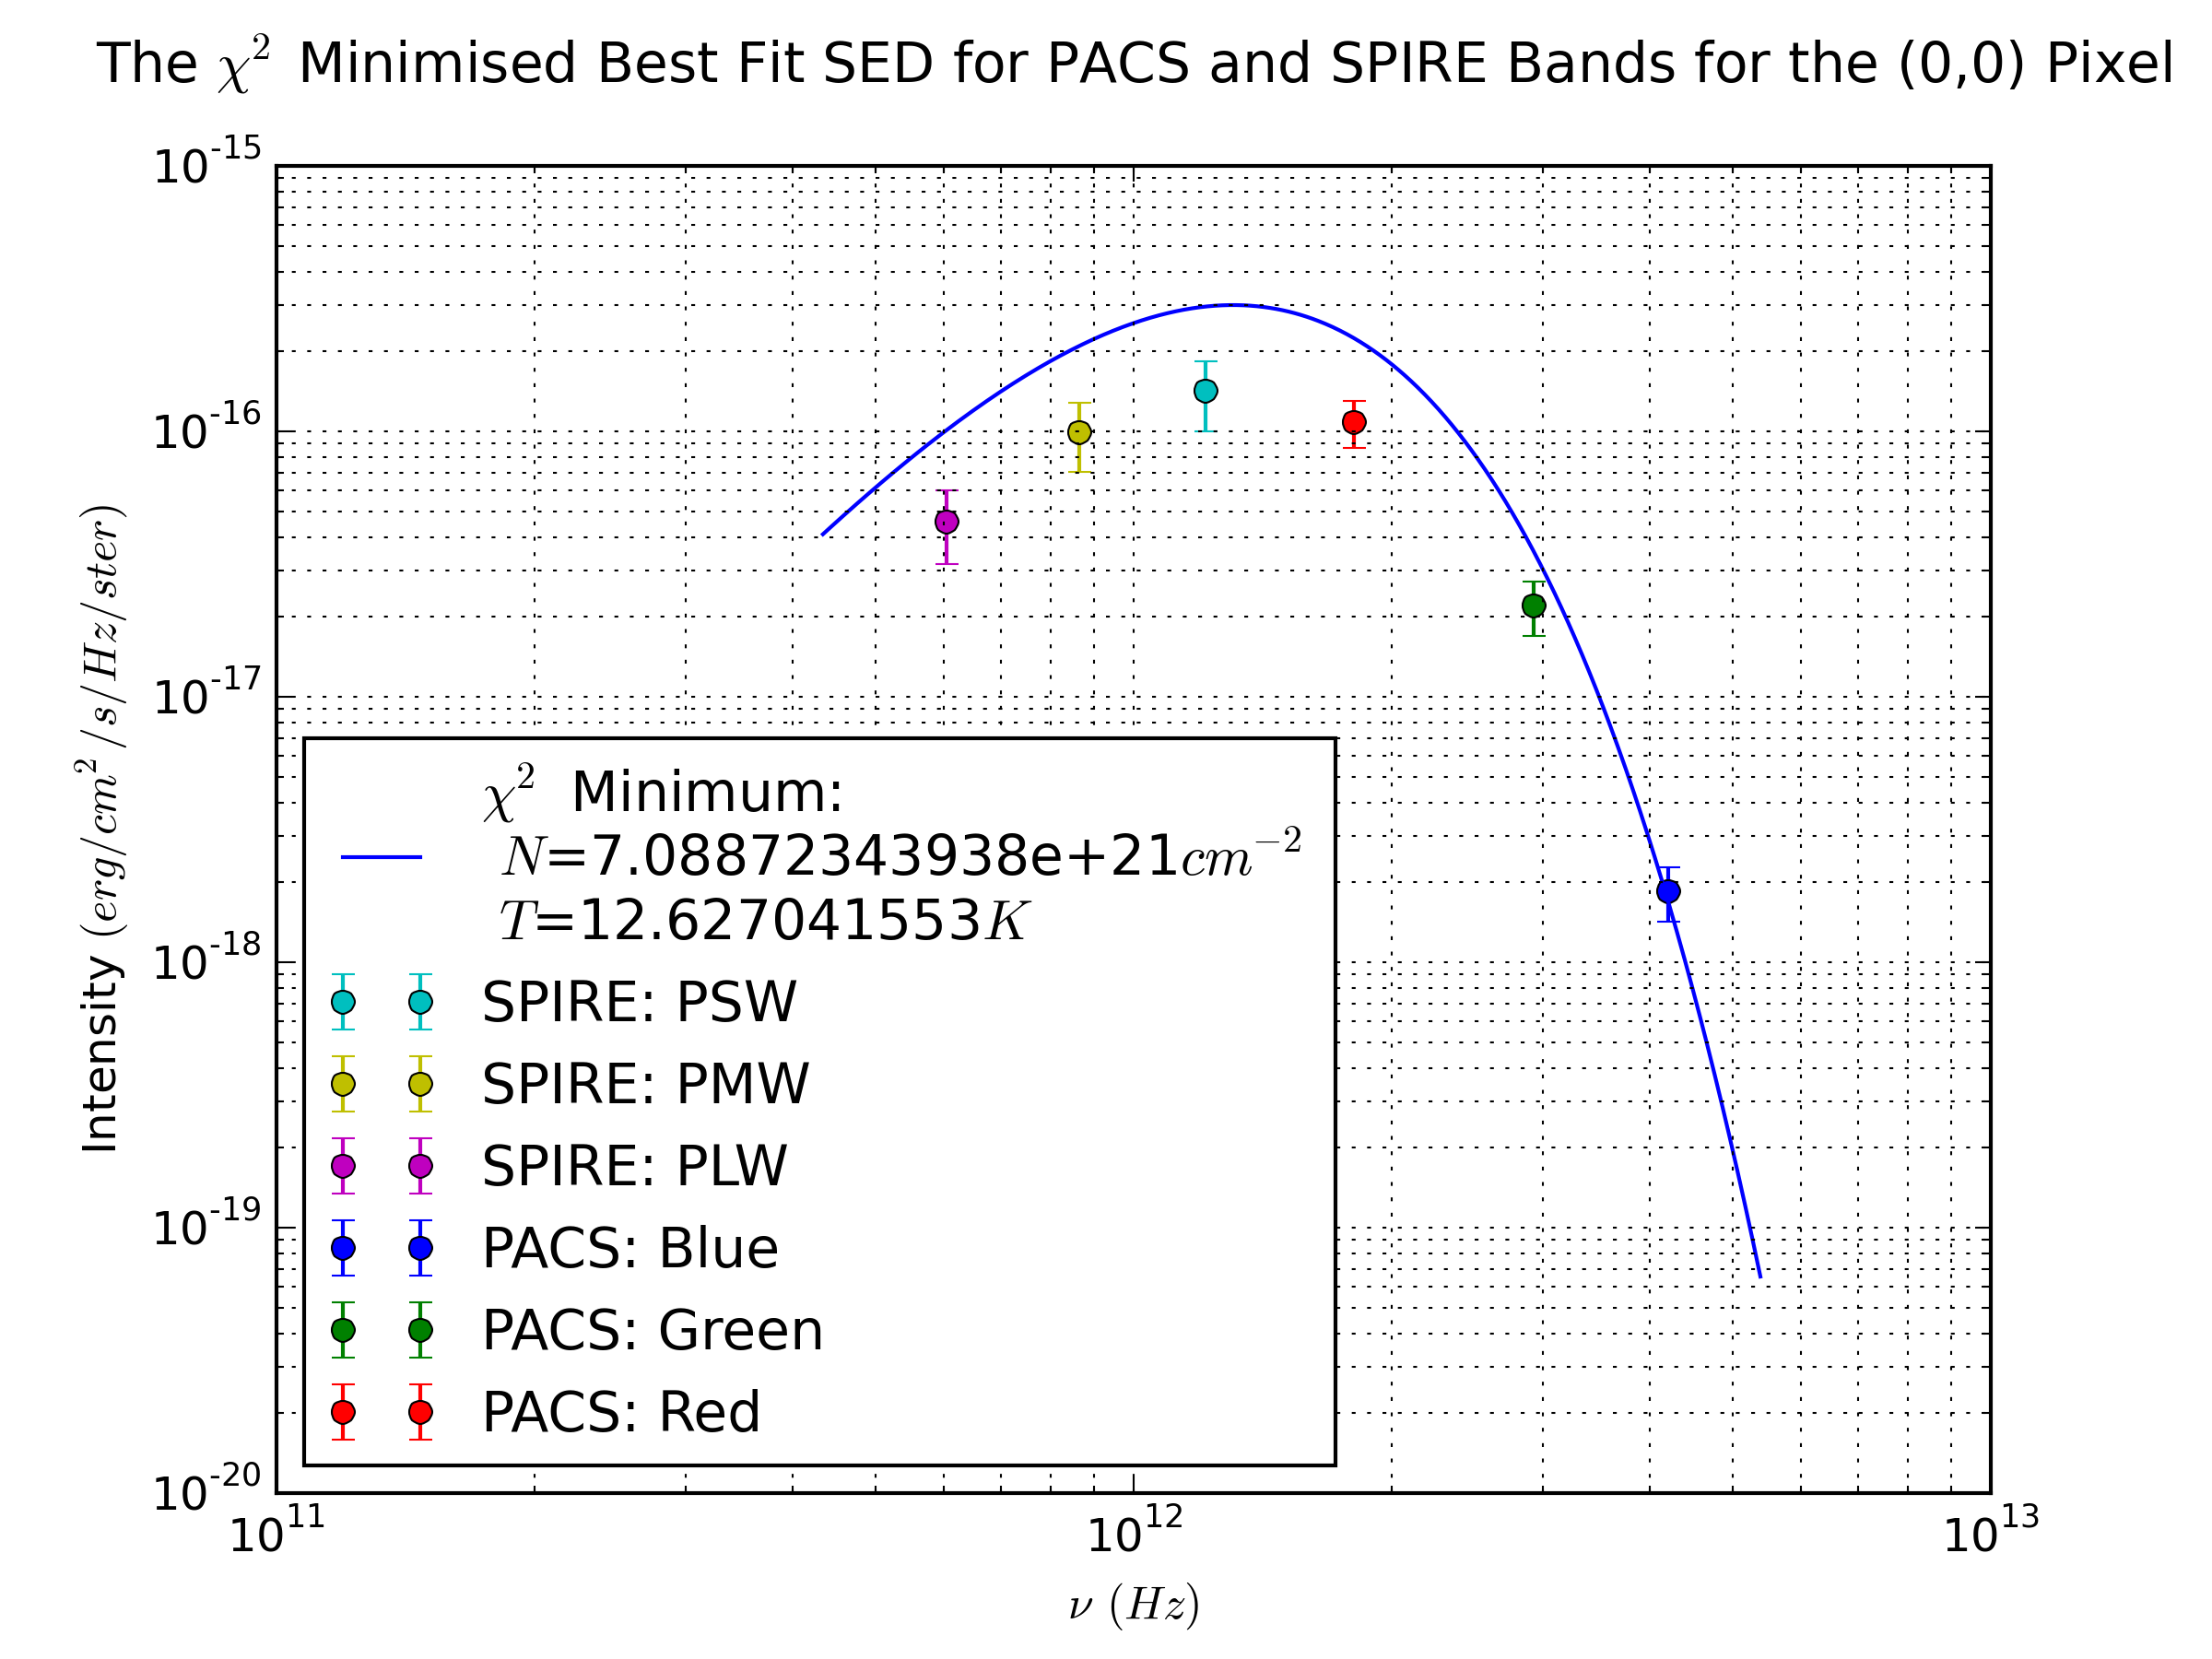 The χ² Minimised Best Fit SED for PACS and SPIRE Bands for the (0,0) Pixel
10⁻¹⁵
10⁻¹⁶
10⁻¹⁷
10⁻¹⁸
10⁻¹⁹
10⁻²⁰
Intensity (erg/cm²/s/Hz/ster)
χ² Minimum:
N=7.08872343938e+21cm⁻²
T=12.627041553K
SPIRE: PSW
SPIRE: PMW
SPIRE: PLW
PACS: Blue
PACS: Green
PACS: Red
10¹¹ 10¹² 10¹³
ν (Hz)